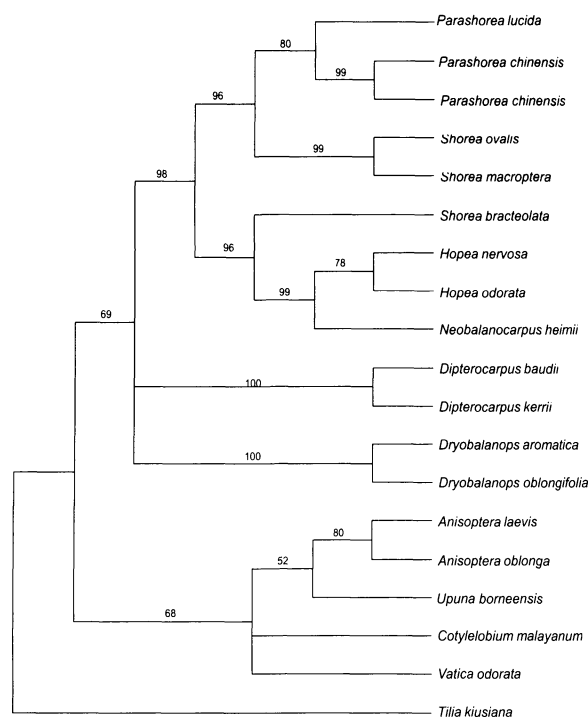 Parashorea lucida
80
Parashorea chinensis
99
96
Parashorea chinensis
Shorea ovalis
99
98
Shorea macroptera
Shorea bracteolata
96
Hopea nervosa
78
99
Hopea odorata
69
Neobalanocarpus heimii
Dipterocarpus baudii
100
Dipterocarpus kerrii
Dryobalanops aromatica
100
Dryobalanops oblongifolia
Anisoptera laevis
80
Anisoptera oblonga
52
Upuna borneensis
68
Cotylelobium malayanum
Vatica odorata
Tilia kiusiana